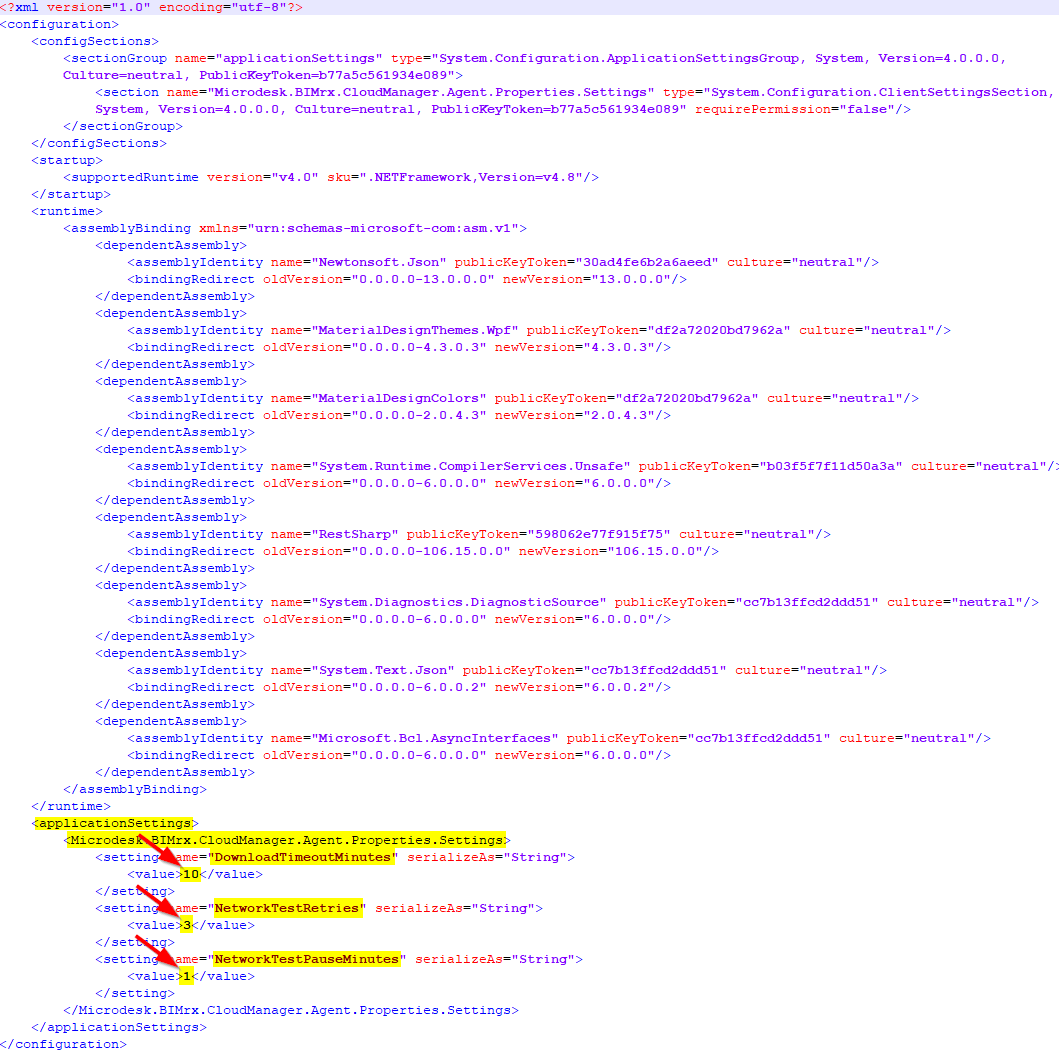 <?xml version="1.0" encoding="utf-8"?>
<configuration>
    <configSections>
        <sectionGroup name="applicationSettings" type="System.Configuration.ApplicationSettingsGroup, System, Version=4.0.0.0,
        Culture=neutral, PublicKeyToken=b77a5c561934e089">
            <section name="Microdesk.BIMrx.CloudManager.Agent.Properties.Settings" type="System.Configuration.ClientSettingsSection,
            System, Version=4.0.0.0, Culture=neutral, PublicKeyToken=b77a5c561934e089" requirePermission="false"/>
        </sectionGroup>
    </configSections>
    <startup>
        <supportedRuntime version="v4.0" sku=".NETFramework,Version=v4.8"/>
    </startup>
    <runtime>
        <assemblyBinding xmlns="urn:schemas-microsoft-com:asm.v1">
            <dependentAssembly>
                <assemblyIdentity name="Newtonsoft.Json" publicKeyToken="30ad4fe6b2a6aeed" culture="neutral"/>
                <bindingRedirect oldVersion="0.0.0.0-13.0.0.0" newVersion="13.0.0.0"/>
            </dependentAssembly>
            <dependentAssembly>
                <assemblyIdentity name="MaterialDesignThemes.Wpf" publicKeyToken="df2a72020bd7962a" culture="neutral"/>
                <bindingRedirect oldVersion="0.0.0.0-4.3.0.3" newVersion="4.3.0.3"/>
            </dependentAssembly>
            <dependentAssembly>
                <assemblyIdentity name="MaterialDesignColors" publicKeyToken="df2a72020bd7962a" culture="neutral"/>
                <bindingRedirect oldVersion="0.0.0.0-2.0.4.3" newVersion="2.0.4.3"/>
            </dependentAssembly>
            <dependentAssembly>
                <assemblyIdentity name="System.Runtime.CompilerServices.Unsafe" publicKeyToken="b03f5f7f11d50a3a" culture="neutral"/>
                <bindingRedirect oldVersion="0.0.0.0-6.0.0.0" newVersion="6.0.0.0"/>
            </dependentAssembly>
            <dependentAssembly>
                <assemblyIdentity name="RestSharp" publicKeyToken="598062e77f915f75" culture="neutral"/>
                <bindingRedirect oldVersion="0.0.0.0-106.15.0.0" newVersion="106.15.0.0"/>
            </dependentAssembly>
            <dependentAssembly>
                <assemblyIdentity name="System.Diagnostics.DiagnosticSource" publicKeyToken="cc7b13ffcd2ddd51" culture="neutral"/>
                <bindingRedirect oldVersion="0.0.0.0-6.0.0.0" newVersion="6.0.0.0"/>
            </dependentAssembly>
            <dependentAssembly>
                <assemblyIdentity name="System.Text.Json" publicKeyToken="cc7b13ffcd2ddd51" culture="neutral"/>
                <bindingRedirect oldVersion="0.0.0.0-6.0.0.2" newVersion="6.0.0.2"/>
            </dependentAssembly>
            <dependentAssembly>
                <assemblyIdentity name="Microsoft.Bcl.AsyncInterfaces" publicKeyToken="cc7b13ffcd2ddd51" culture="neutral"/>
                <bindingRedirect oldVersion="0.0.0.0-6.0.0.0" newVersion="6.0.0.0"/>
            </dependentAssembly>
        </assemblyBinding>
    </runtime>
    <applicationSettings>
        <Microdesk.BIMrx.CloudManager.Agent.Properties.Settings>
            <setting name="DownloadTimeoutMinutes" serializeAs="String">
                <value>10</value>
            </setting>
            <setting name="NetworkTestRetries" serializeAs="String">
                <value>3</value>
            </setting>
            <setting name="NetworkTestPauseMinutes" serializeAs="String">
                <value>1</value>
            </setting>
        </Microdesk.BIMrx.CloudManager.Agent.Properties.Settings>
    </applicationSettings>
</configuration>